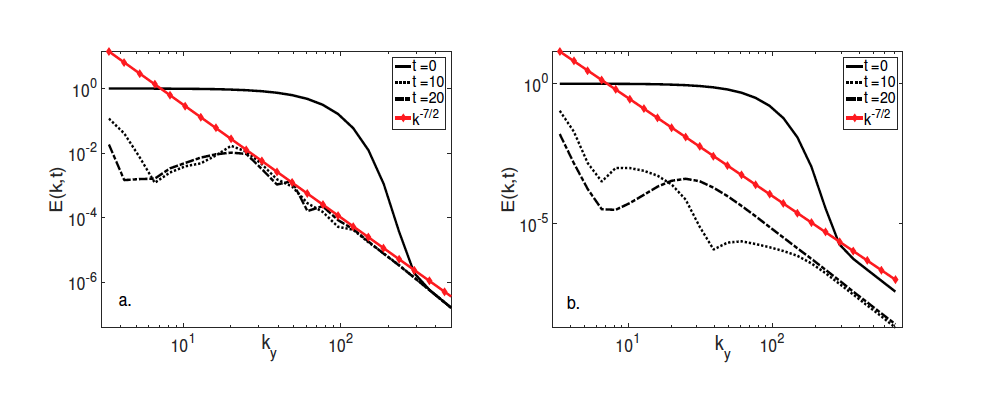 t =0
t =10
t =20
k^-7/2
10^0
10^-2
10^-4
10^-6
E(k,t)
a.
10^1
10^2
k_y
t =0
t =10
t =20
k^-7/2
10^0
10^-5
E(k,t)
b.
10^1
10^2
k_y